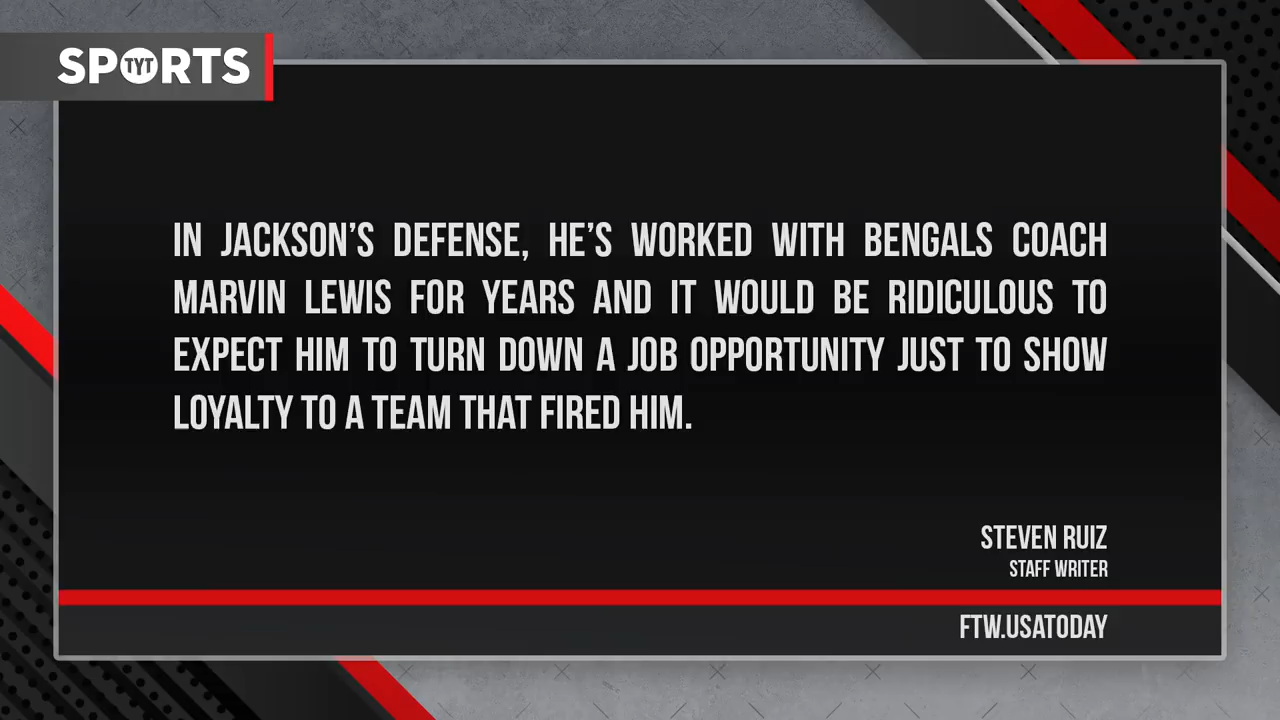 SPORTS
TYT
IN JACKSON'S DEFENSE, HE'S WORKED WITH BENGALS COACH
MARVIN LEWIS FOR YEARS AND IT WOULD BE RIDICULOUS TO
EXPECT HIM TO TURN DOWN A JOB OPPORTUNITY JUST TO SHOW
LOYALTY TO A TEAM THAT FIRED HIM.
STEVEN RUIZ
STAFF WRITER
FTW.USATODAY